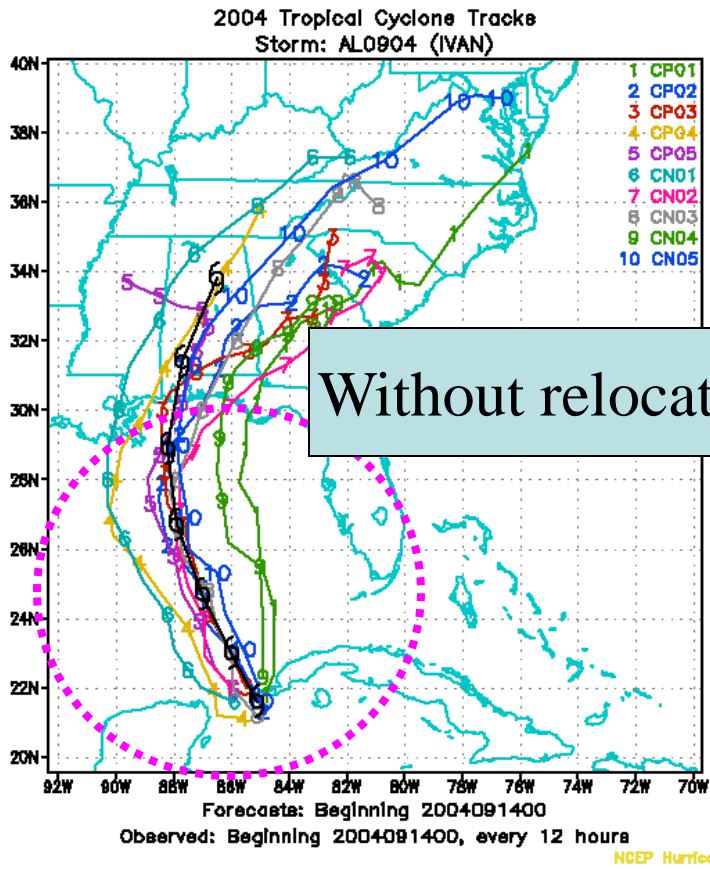 2004 Tropical Cyclone Tracks
Storm: AL0904 (IVAN)
40N
38N
36N
34N
32N
30N
28N
26N
24N
22N
20N
92W 90W 88W 86W 84W 82W 80W 78W 76W 74W 72W 70W
1 CP01
2 CP02
3 CP03
4 CP04
5 CP05
6 CN01
7 CN02
8 CN03
9 CN04
10 CN05
Without relocat
Forecasts: Beginning 2004091400
Observed: Beginning 2004091400, every 12 hours
NCEP Hurric